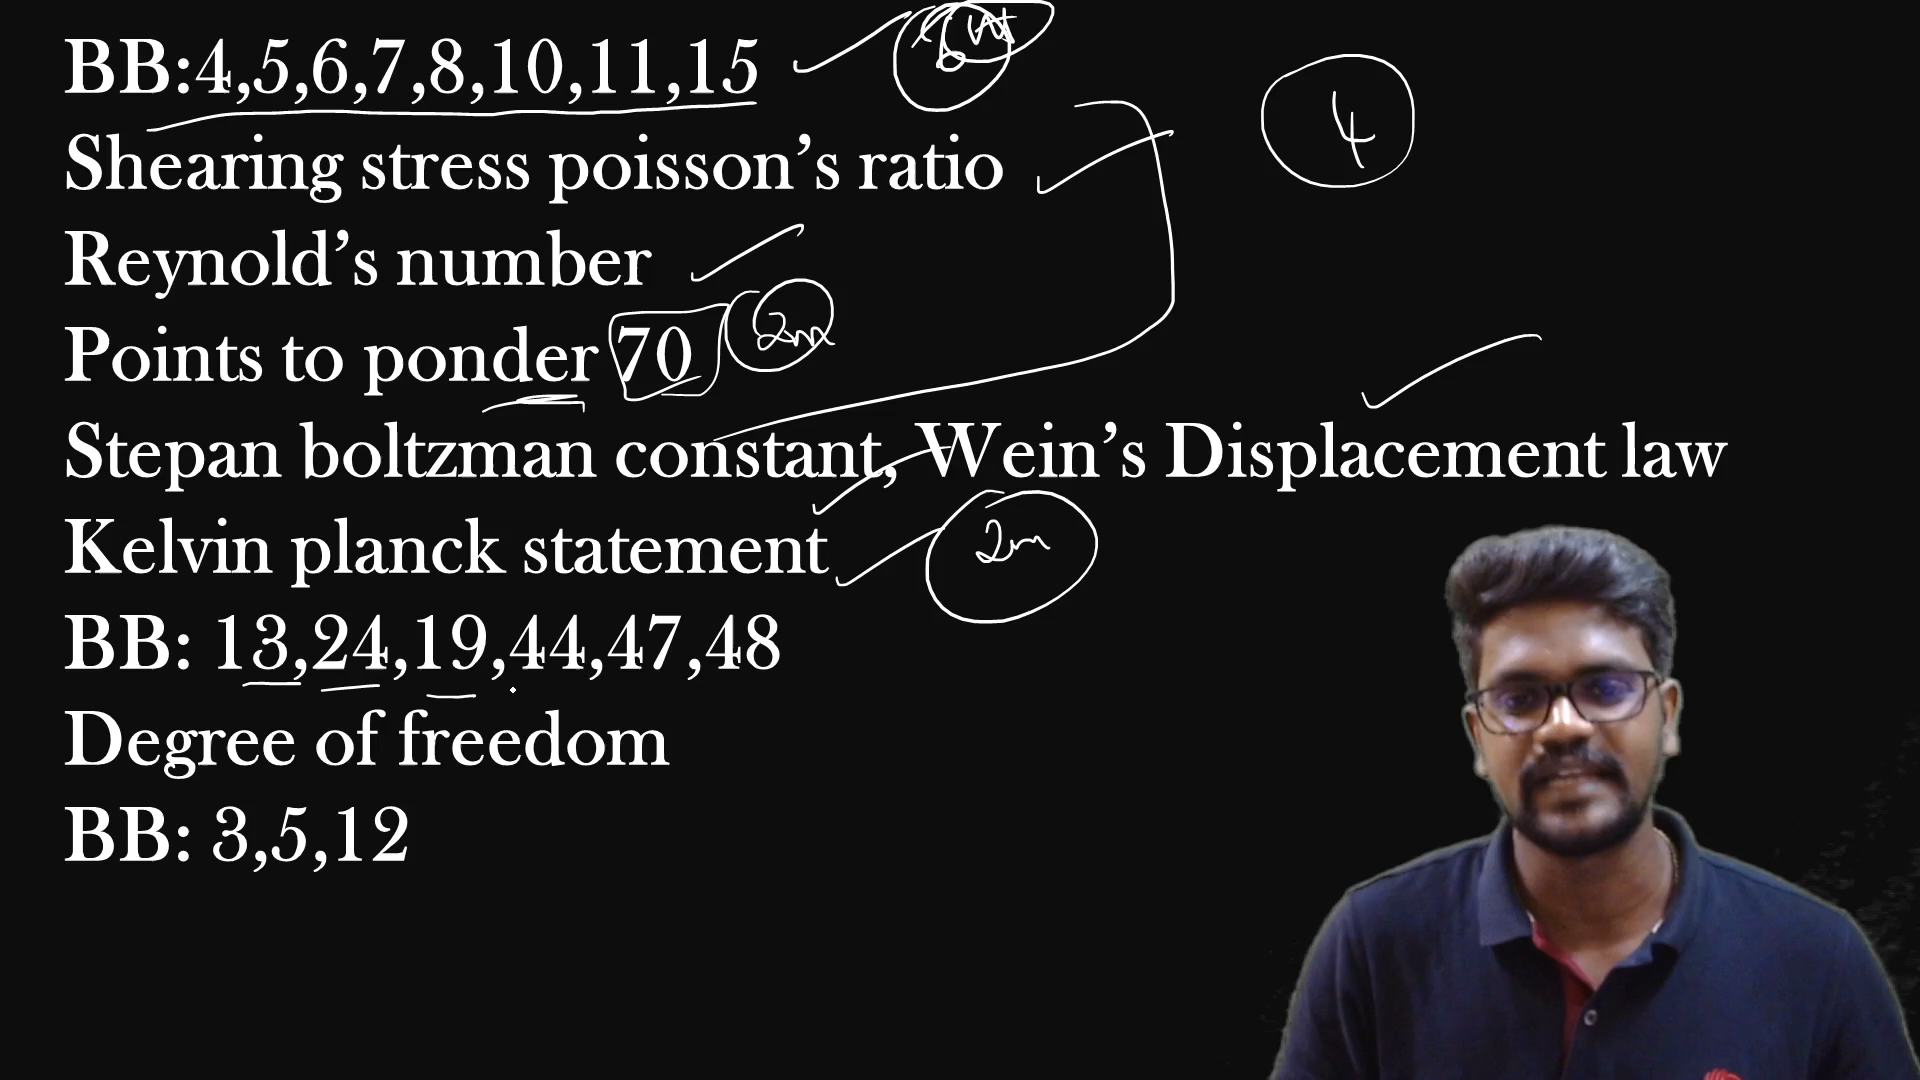 BB:4,5,6,7,8,10,11,15
4
Shearing stress poisson’s ratio
Reynold’s number
Points to ponder 70 2m
Stepan boltzman constant, Wein’s Displacement law
Kelvin planck statement 2m
BB: 13,24,19,44,47,48
Degree of freedom
BB: 3,5,12